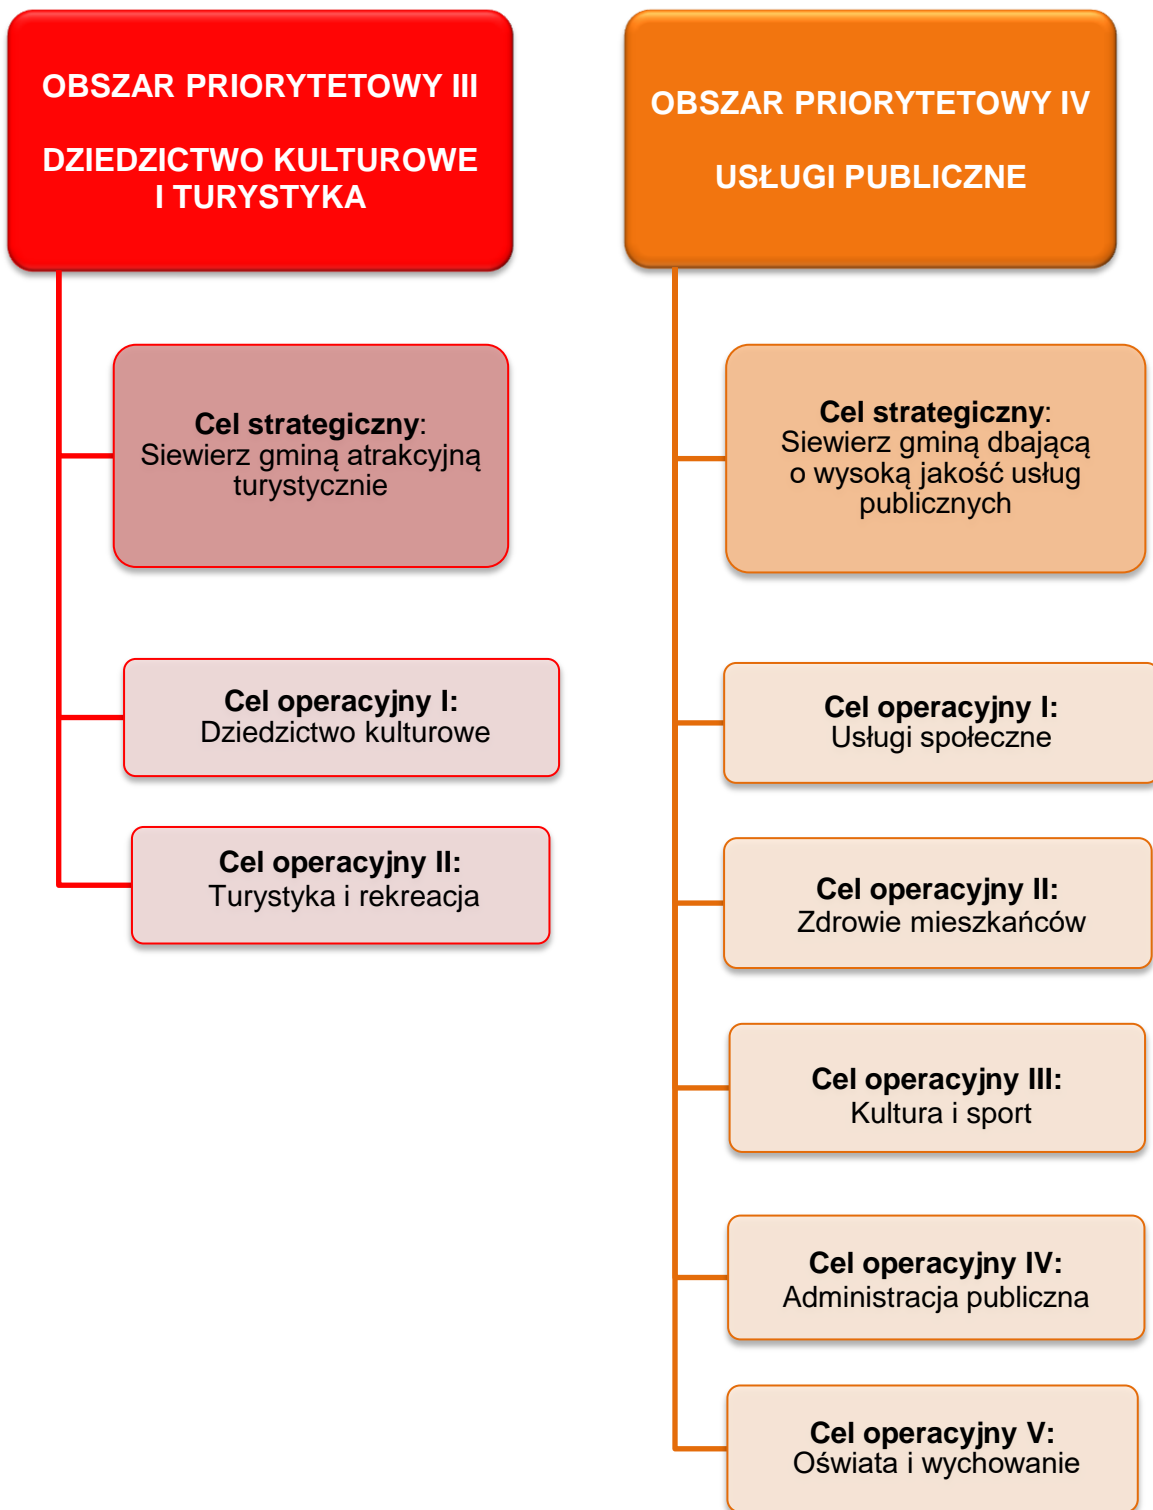 OBSZAR PRIORYTETOWY III
DZIEDZICTWO KULTUROWE
I TURYSTYKA
Cel strategiczny:
Siewierz gminą atrakcyjną
turystycznie
Cel operacyjny I:
Dziedzictwo kulturowe
Cel operacyjny II:
Turystyka i rekreacja
OBSZAR PRIORYTETOWY IV
USŁUGI PUBLICZNE
Cel strategiczny:
Siewierz gminą dbającą
o wysoką jakość usług
publicznych
Cel operacyjny I:
Usługi społeczne
Cel operacyjny II:
Zdrowie mieszkańców
Cel operacyjny III:
Kultura i sport
Cel operacyjny IV:
Administracja publiczna
Cel operacyjny V:
Oświata i wychowanie